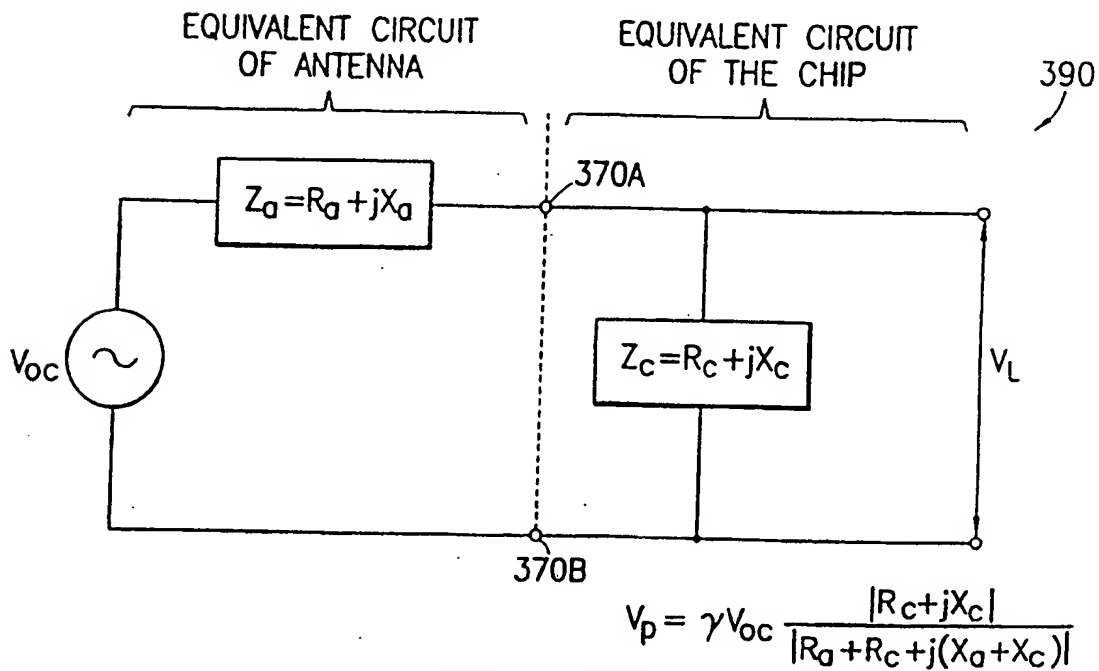 EQUIVALENT CIRCUIT
OF ANTENNA
EQUIVALENT CIRCUIT
OF THE CHIP
390
Za=Ra+jXa
370A
Voc
Zc=Rc+jXc
VL
370B
Vp = γVoc |Rc+jXc| / |Ra+Rc+j(Xa+Xc)|